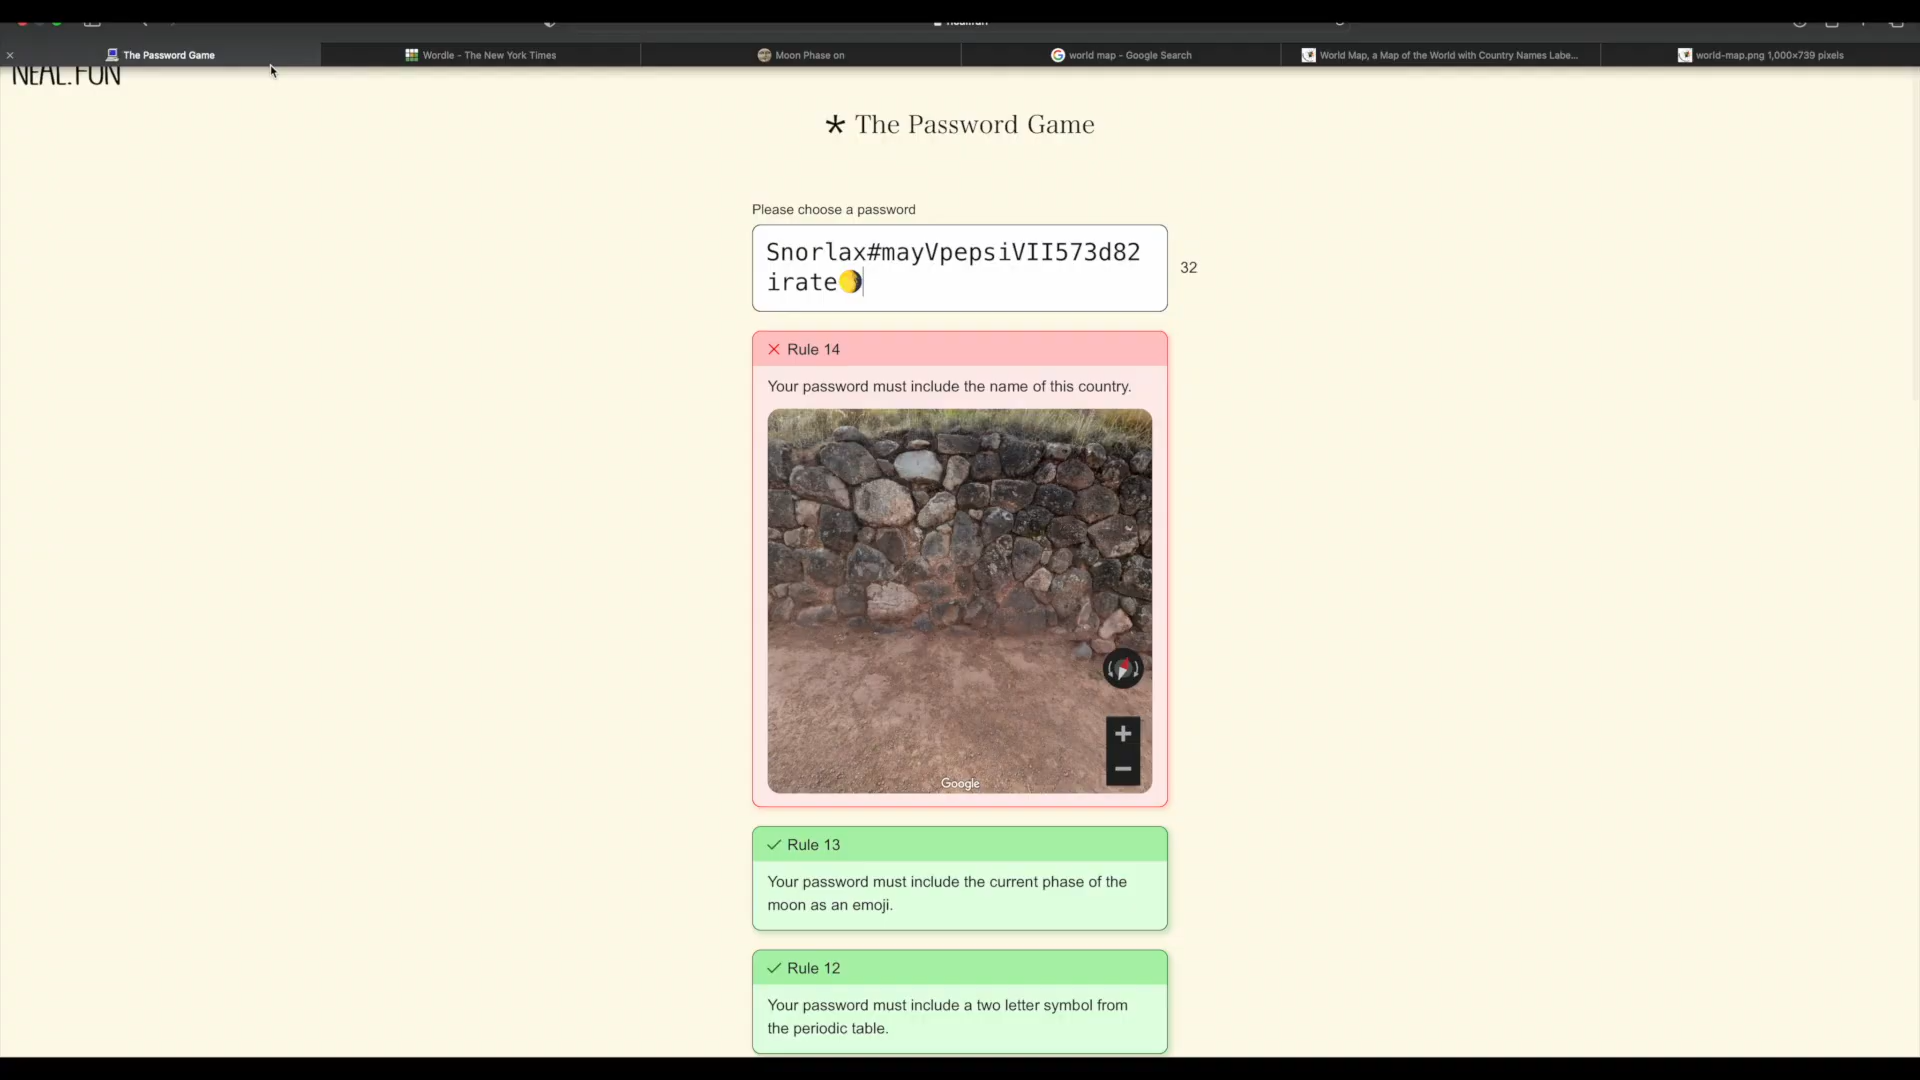 The Password Game
Wordle - The New York Times
Moon Phase on
world map - Google Search
World Map, a Map of the World with Country Names Labe...
world-map.png 1,000×739 pixels
NEAL.FUN
* The Password Game
Please choose a password
Snorlax#mayVpepsiVII573d82
irate🌖
32
Rule 14
Your password must include the name of this country.
Google
Rule 13
Your password must include the current phase of the
moon as an emoji.
Rule 12
Your password must include a two letter symbol from
the periodic table.